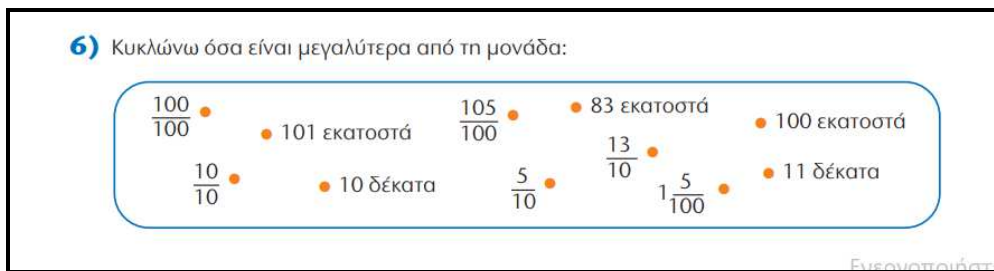 6) Κυκλώνω όσα είναι μεγαλύτερα από τη μονάδα:
100/100 • 105/100 • • 83 εκατοστά
• 101 εκατοστά • 100 εκατοστά
13/10 •
10/10 • • 10 δέκατα 5/10 • 1 5/100 • • 11 δέκατα